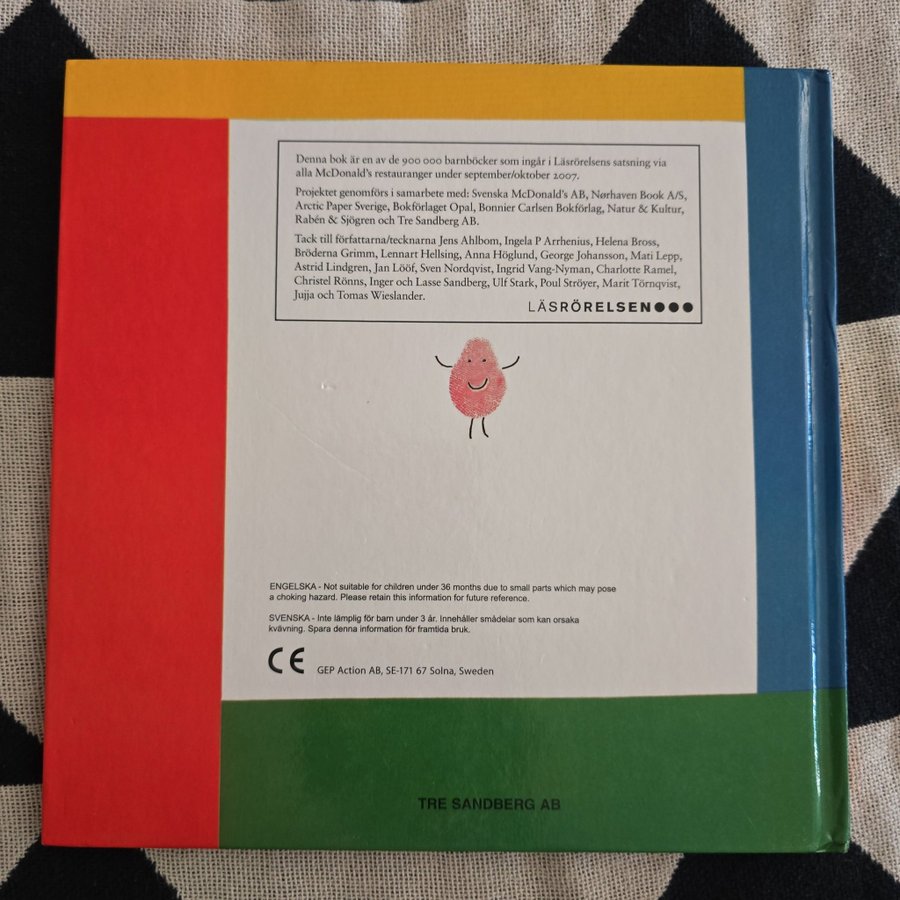 Denna bok är en av de 900 000 barnböcker som ingår i Läsrörelsens satsning via
alla McDonald's restauranger under september/oktober 2007.
Projektet genomförs i samarbete med: Svenska McDonald's AB, Nørhaven Book A/S,
Arctic Paper Sverige, Bokförlaget Opal, Bonnier Carlsen Bokförlag, Natur & Kultur,
Rabén & Sjögren och Tre Sandberg AB.
Tack till författarna/tecknarna Jens Ahlbom, Ingela P Arrhenius, Helena Bross,
Bröderna Grimm, Lennart Hellsing, Anna Höglund, George Johansson, Mati Lepp,
Astrid Lindgren, Jan Lööf, Sven Nordqvist, Ingrid Vang-Nyman, Charlotte Ramel,
Christel Rönns, Inger och Lasse Sandberg, Ulf Stark, Poul Ströyer, Marit Törnqvist,
Jujja och Tomas Wieslander.
LÄSRÖRELSEN●●●
ENGELSKA - Not suitable for children under 36 months due to small parts which may pose
a choking hazard. Please retain this information for future reference.
SVENSKA - Inte lämplig för barn under 3 år. Innehåller smådelar som kan orsaka
kvävning. Spara denna information för framtida bruk.
CE GEP Action AB, SE-171 67 Solna, Sweden
TRE SANDBERG AB